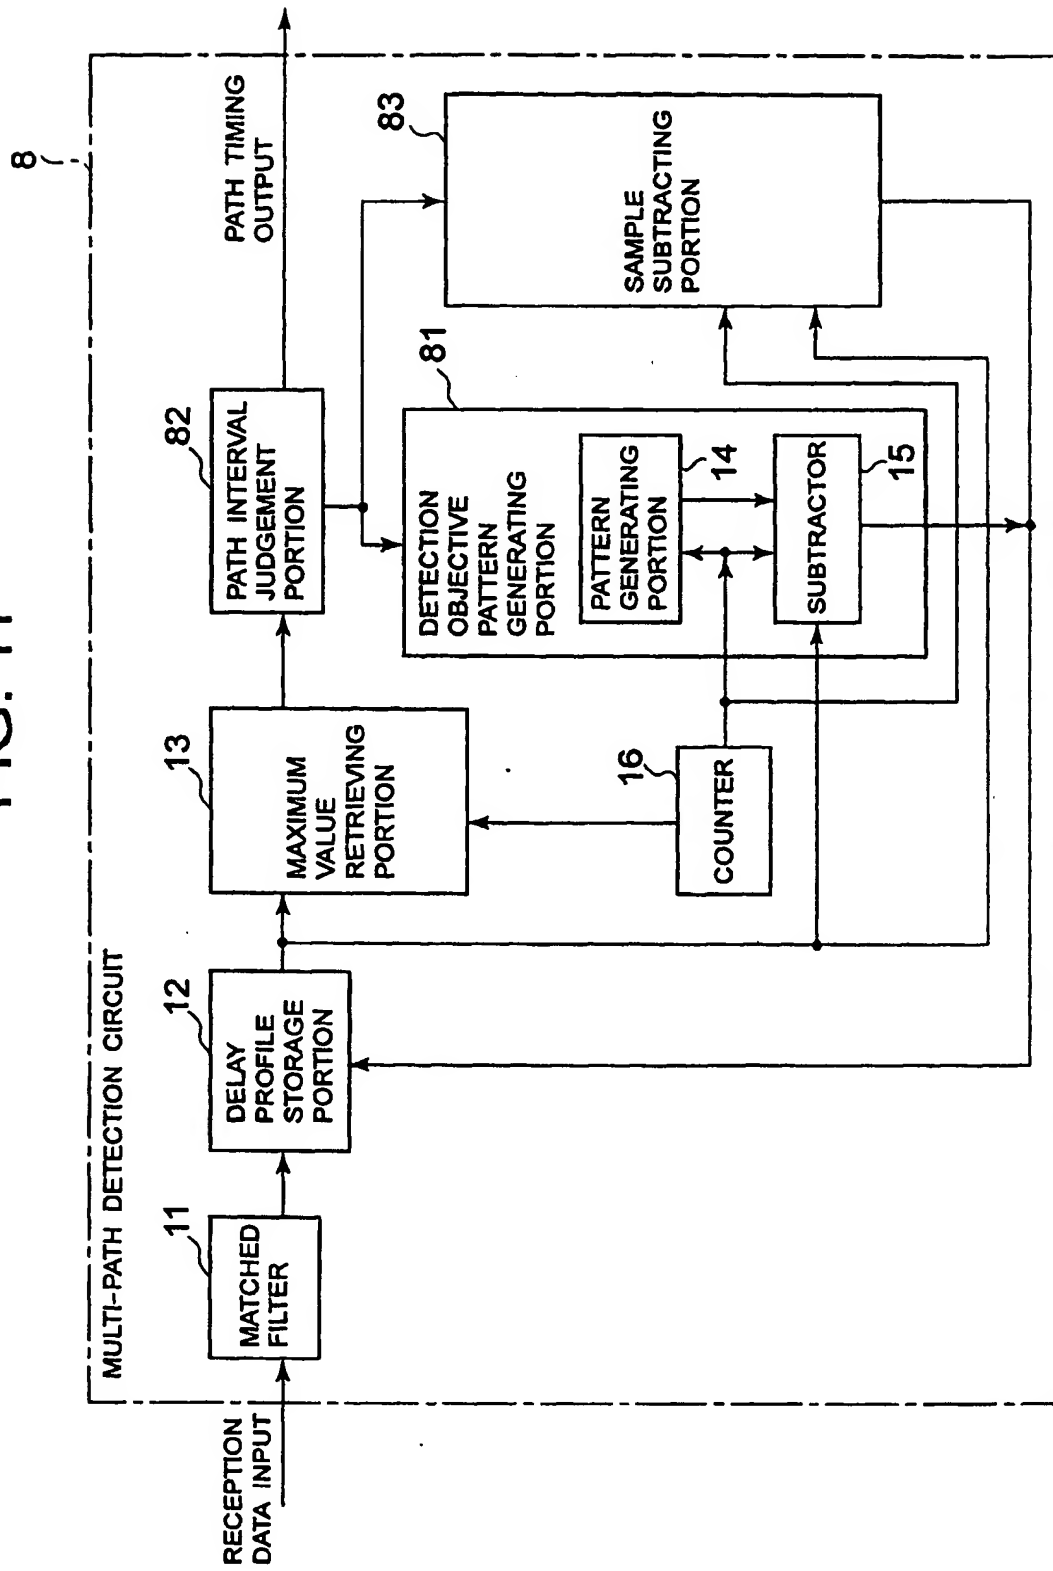 8
MULTI-PATH DETECTION CIRCUIT
RECEPTION
DATA INPUT
11
MATCHED
FILTER
12
DELAY
PROFILE
STORAGE
PORTION
13
MAXIMUM
VALUE
RETRIEVING
PORTION
82
PATH INTERVAL
JUDGEMENT
PORTION
PATH TIMING
OUTPUT
16
COUNTER
81
DETECTION
OBJECTIVE
PATTERN
GENERATING
PORTION
PATTERN
GENERATING
PORTION
14
SUBTRACTOR
15
83
SAMPLE
SUBTRACTING
PORTION